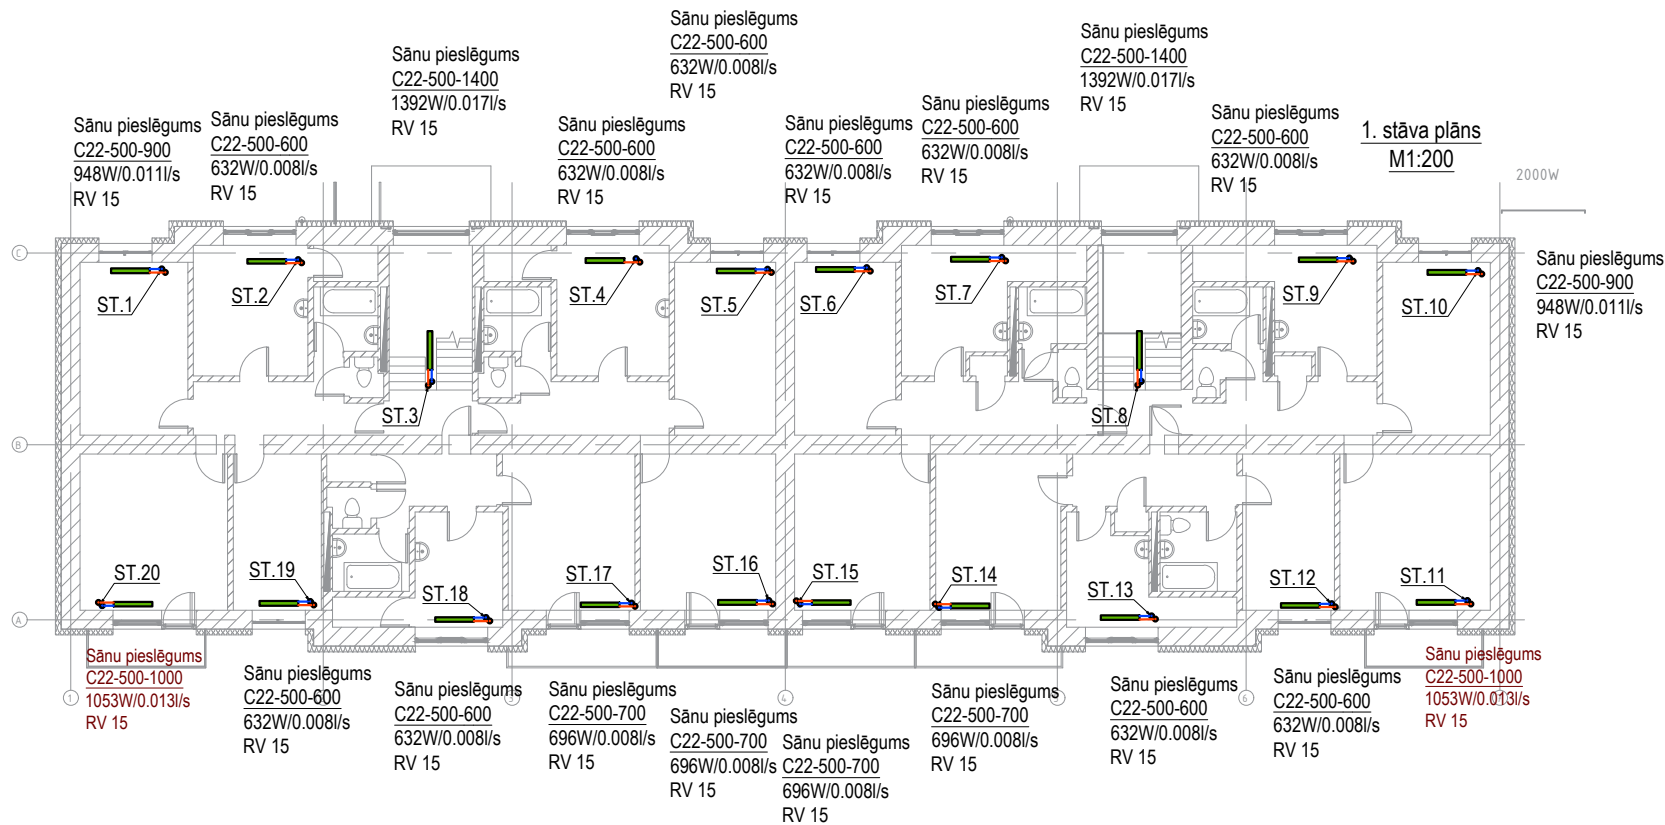 Sānu pieslēgums
C22-500-900
948W/0.011l/s
RV 15
Sānu pieslēgums
C22-500-600
632W/0.008l/s
RV 15
Sānu pieslēgums
C22-500-1400
1392W/0.017l/s
RV 15
Sānu pieslēgums
C22-500-600
632W/0.008l/s
RV 15
Sānu pieslēgums
C22-500-600
632W/0.008l/s
RV 15
Sānu pieslēgums
C22-500-600
632W/0.008l/s
RV 15
Sānu pieslēgums
C22-500-600
632W/0.008l/s
RV 15
Sānu pieslēgums
C22-500-1400
1392W/0.017l/s
RV 15
Sānu pieslēgums
C22-500-600
632W/0.008l/s
RV 15
1. stāva plāns
M1:200
2000W
Sānu pieslēgums
C22-500-900
948W/0.011l/s
RV 15
C
ST.1
ST.2
ST.4
ST.5
ST.6
ST.7
ST.9
ST.10
ST.3
ST.8
B
ST.20
ST.19
ST.18
ST.17
ST.16
ST.15
ST.14
ST.13
ST.12
ST.11
A
Sānu pieslēgums
C22-500-1000
1053W/0.013l/s
RV 15
Sānu pieslēgums
C22-500-600
632W/0.008l/s
RV 15
Sānu pieslēgums
C22-500-600
632W/0.008l/s
RV 15
Sānu pieslēgums
C22-500-700
696W/0.008l/s
RV 15
Sānu pieslēgums
C22-500-700
696W/0.008l/s
RV 15
Sānu pieslēgums
C22-500-700
696W/0.008l/s
RV 15
Sānu pieslēgums
C22-500-700
696W/0.008l/s
RV 15
Sānu pieslēgums
C22-500-600
632W/0.008l/s
RV 15
Sānu pieslēgums
C22-500-600
632W/0.008l/s
RV 15
Sānu pieslēgums
C22-500-1000
1053W/0.013l/s
RV 15
1
3
4
6